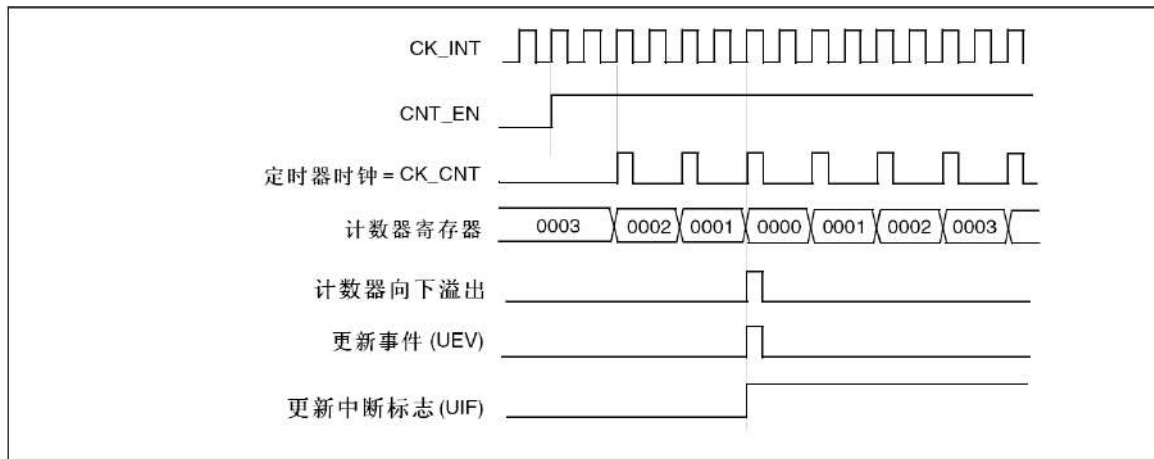 CK_INT
CNT_EN
定时器时钟 = CK_CNT
计数器寄存器 0003 0002 0001 0000 0001 0002 0003
计数器向下溢出
更新事件 (UEV)
更新中断标志 (UIF)